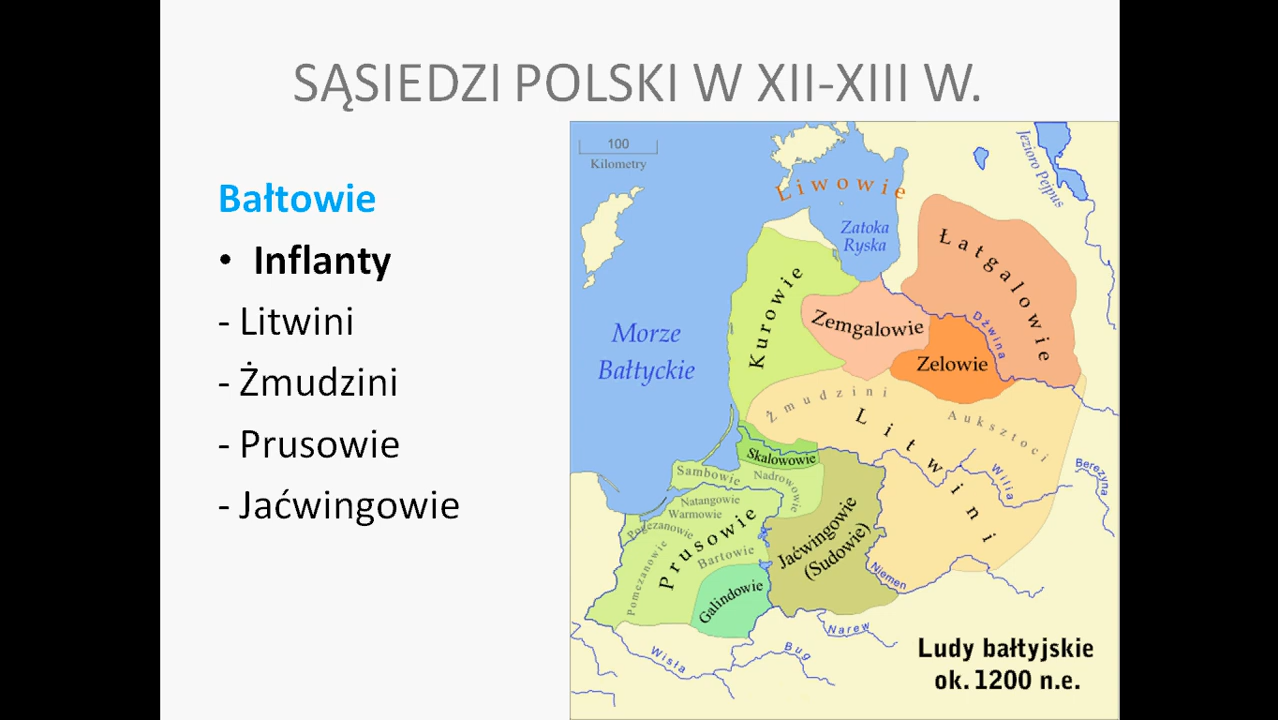 SĄSIEDZI POLSKI W XII-XIII W.
Bałtowie
• Inflanty
- Litwini
- Żmudzini
- Prusowie
- Jaćwingowie
100
Kilometry
Jezioro Pejpus
Liwowie
Zatoka
Ryska
Łatgalowie
Kurowie
Zemgalowie
Dźwina
Zelowie
Morze
Bałtyckie
Żmudzini
Auksztoci
Litwini
Skalowowie
Sambowie
Nadrowowie
Wilia
Berezyna
Natangowie
Warmowie
Pogezanowie
Prusowie
Bartowie
Pomezanowie
Jaćwingowie
(Sudowie)
Galindowie
Niemen
Narew
Bug
Wisła
Ludy bałtyjskie
ok. 1200 n.e.